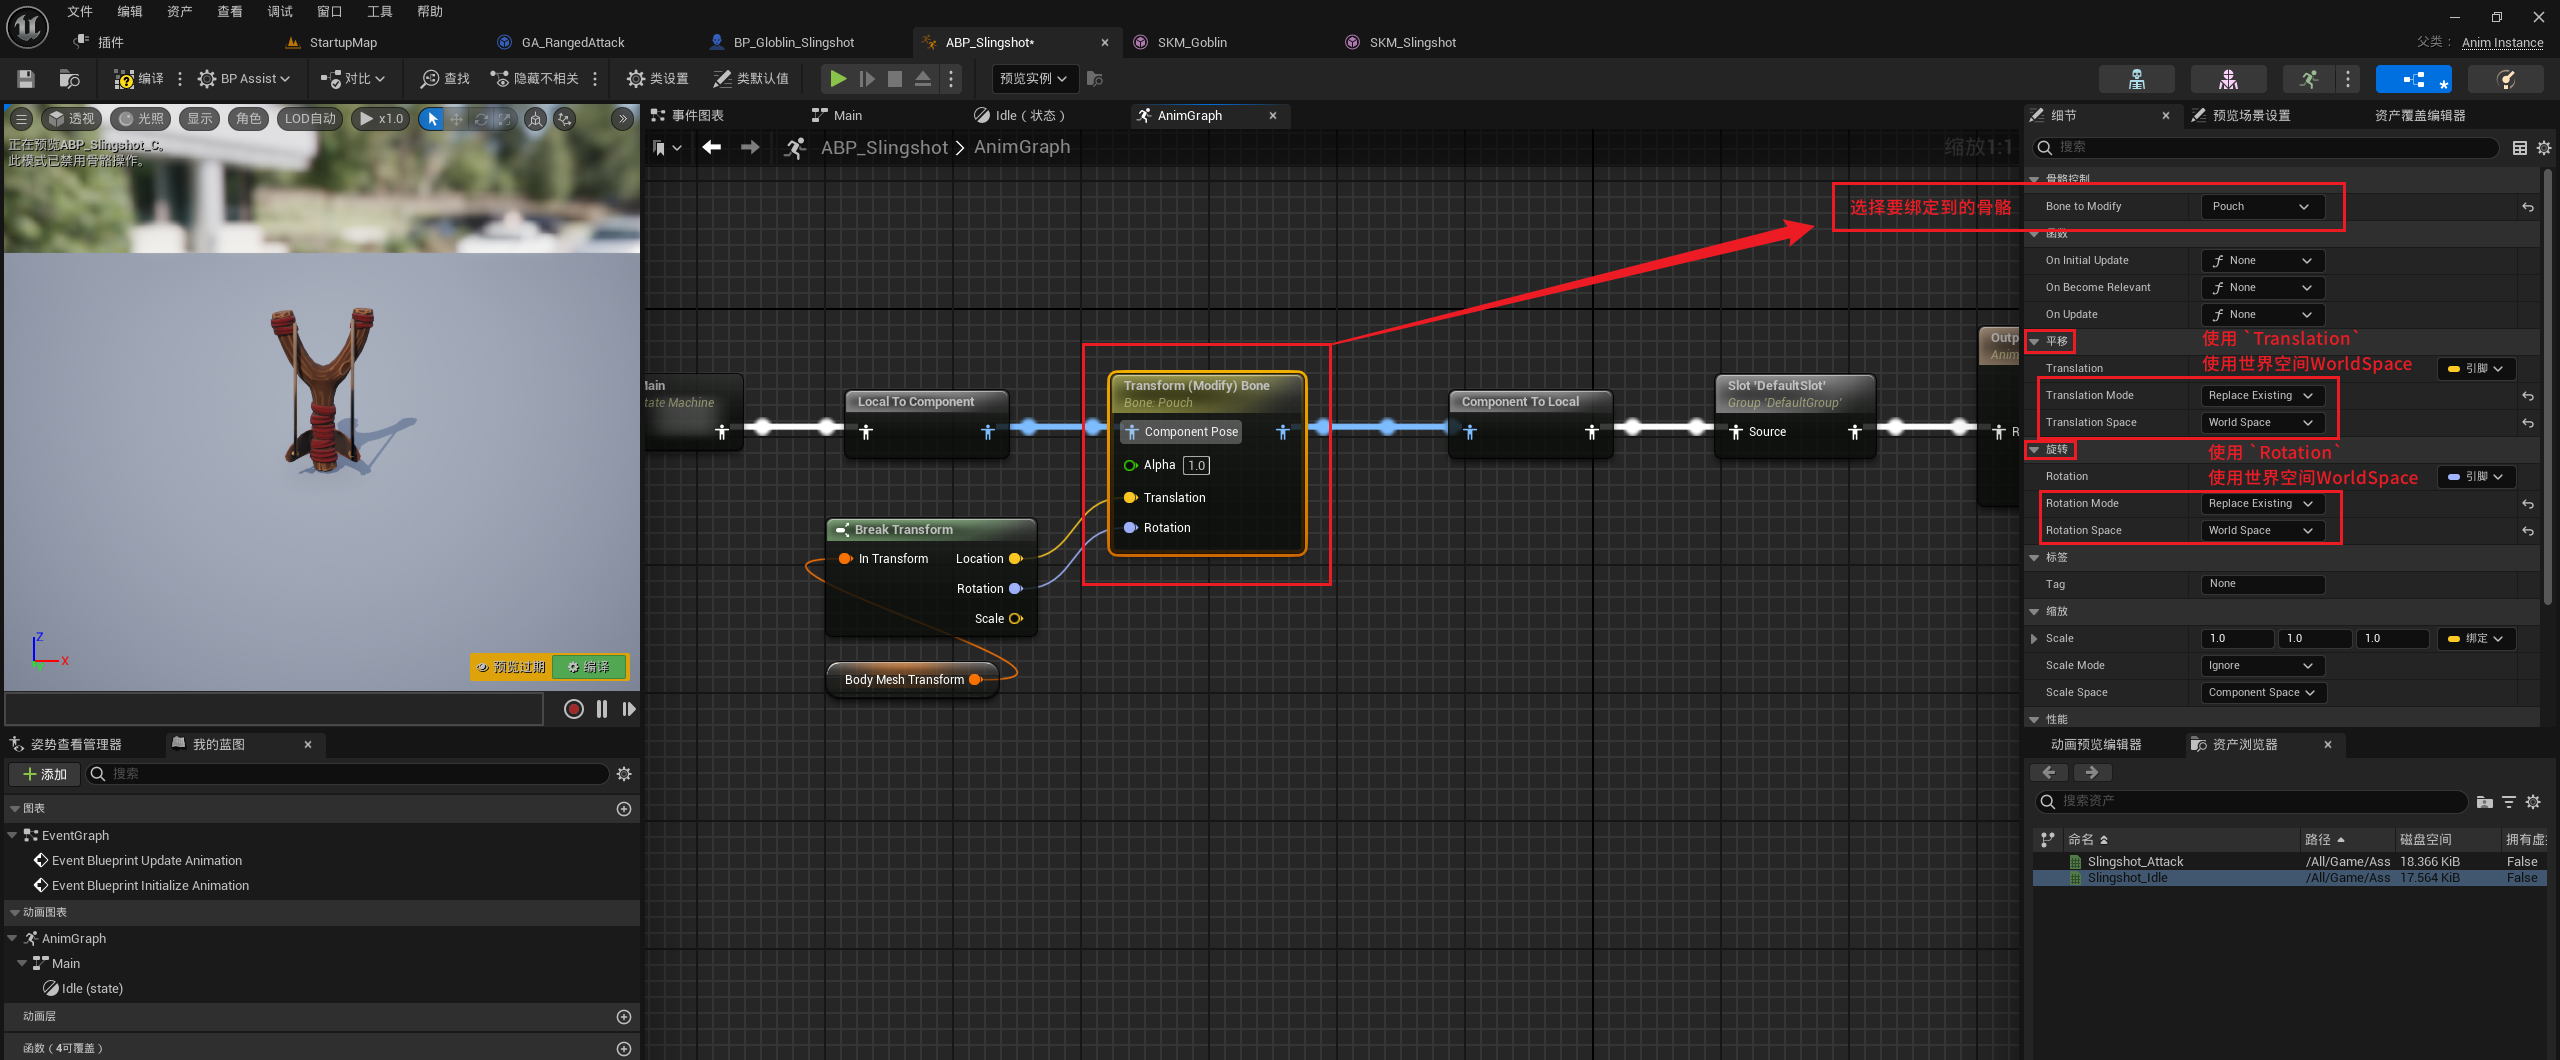 文件 编辑 资产 查看 调试 窗口 工具 帮助
插件 StartupMap GA_RangedAttack BP_Globlin_Slingshot ABP_Slingshot* SKM_Goblin SKM_Slingshot
父类： Anim Instance
编译 BP Assist 对比 查找 隐藏不相关 类设置 类默认值 预览实例
透视 光照 显示 角色 LOD自动 x1.0
正在预览ABP_Slingshot_C。
此模式已禁用骨骼操作。
Z
X
预览过期 编译
姿势查看管理器 我的蓝图
添加 搜索
图表
EventGraph
Event Blueprint Update Animation
Event Blueprint Initialize Animation
动画图表
AnimGraph
Main
Idle (state)
动画层
函数（4可覆盖）
事件图表 Main Idle（状态） AnimGraph
ABP_Slingshot > AnimGraph
缩放1:1
选择要绑定到的骨骼
Main
tate Machine
Local To Component
Transform (Modify) Bone
Bone: Pouch
Component Pose
Alpha 1.0
Translation
Rotation
Component To Local
Slot 'DefaultSlot'
Group 'DefaultGroup'
Source
Outp
Anim
R
Break Transform
In Transform Location
Rotation
Scale
Body Mesh Transform
细节 预览场景设置 资产覆盖编辑器
搜索
骨骼控制
Bone to Modify Pouch
函数
On Initial Update None
On Become Relevant None
On Update None
平移
使用 `Translation`
使用世界空间WorldSpace
Translation 引脚
Translation Mode Replace Existing
Translation Space World Space
旋转
使用 `Rotation`
使用世界空间WorldSpace
Rotation 引脚
Rotation Mode Replace Existing
Rotation Space World Space
标签
Tag None
缩放
Scale 1.0 1.0 1.0 绑定
Scale Mode Ignore
Scale Space Component Space
性能
动画预览编辑器 资产浏览器
搜索资产
命名 路径 磁盘空间 拥有虚
Slingshot_Attack /All/Game/Ass 18.366 KiB False
Slingshot_Idle /All/Game/Ass 17.564 KiB False